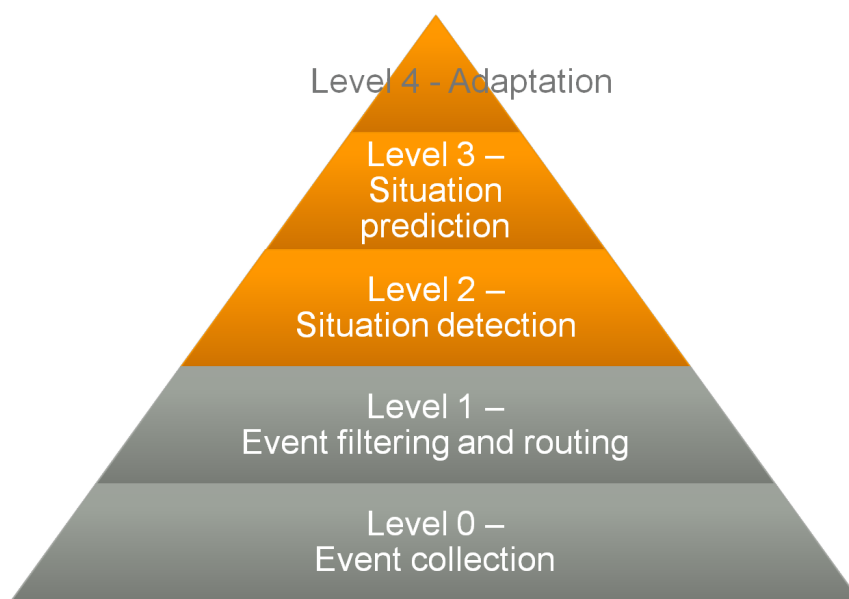 Level 4 - Adaptation
Level 3 –
Situation
prediction
Level 2 –
Situation detection
Level 1 –
Event filtering and routing
Level 0 –
Event collection